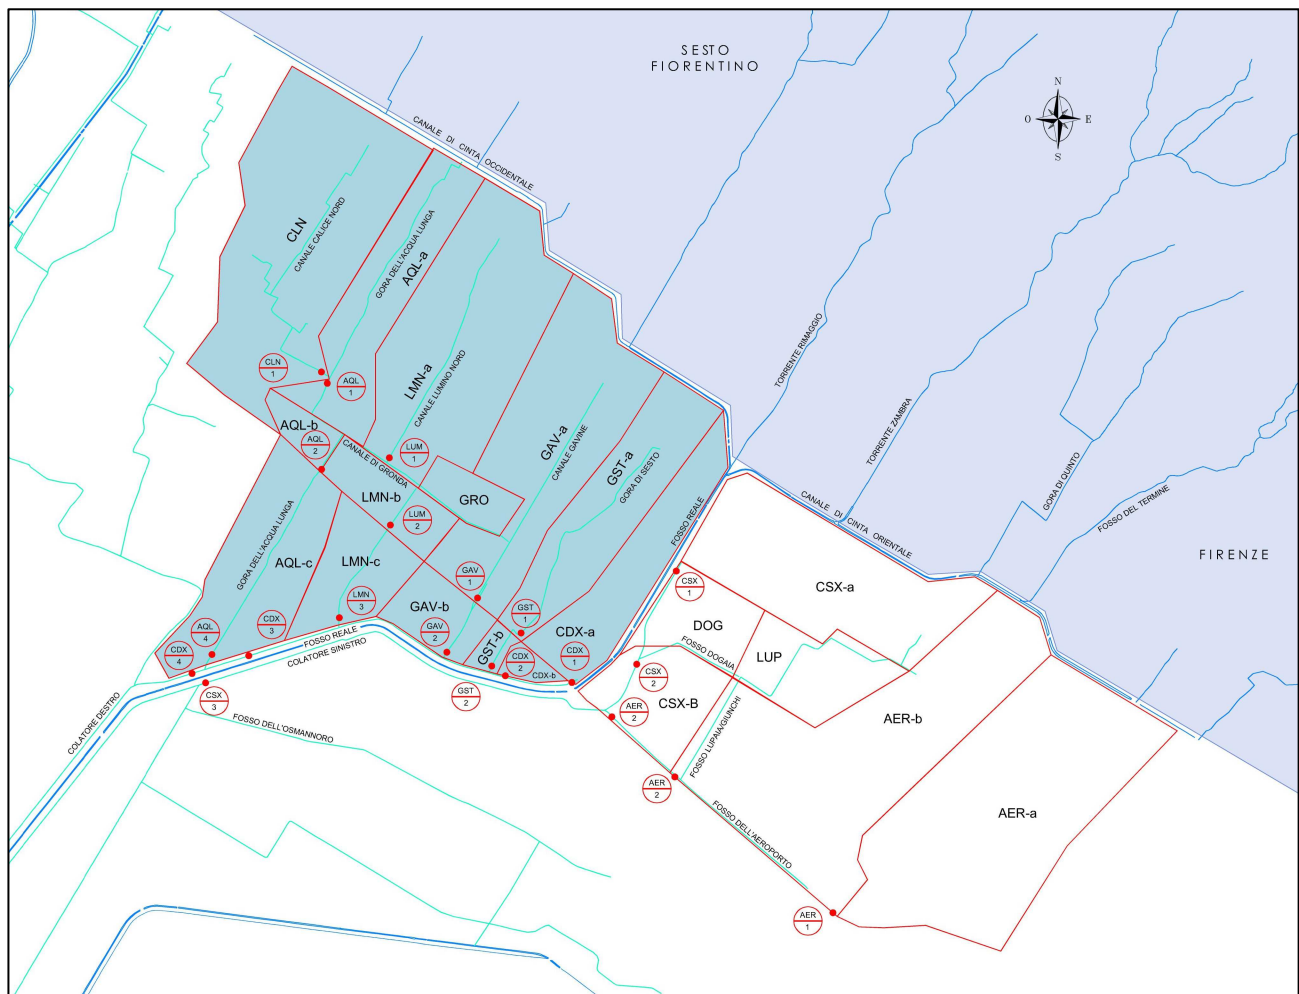 SESTO
FIORENTINO
N
O
E
S
CANALE DI CINTA OCCIDENTALE
CLN
CANALE CALICE NORD
GORA DELL'ACQUA LUNGA
AQL-a
LMN-a
CANALE LUMINO NORD
TORRENTE RIMAGGIO
TORRENTE ZAMBRA
GORA DI QUINTO
FOSSO DEL TERMINE
FIRENZE
CLN
1
AQL
1
AQL-b
AQL
2
CANALE DI GRONDA
LUM
1
GAV-a
CANALE GAVINE
GST-a
GORA DI SESTO
GRO
LMN-b
LUM
2
FOSSO REALE
CANALE DI CINTA ORIENTALE
GORA DELL'ACQUA LUNGA
AQL-c
LMN-c
GAV
1
CSX
1
CSX-a
LMN
3
GAV-b
GST
1
DOG
LUP
CDX
3
AQL
4
CDX
4
FOSSO REALE
COLATORE SINISTRO
GAV
2
GST-b
CDX
2
CDX-a
CDX
1
CDX-b
FOSSO DOGAIA
CSX
2
CSX
3
GST
2
AER
2
CSX-B
AER-b
COLATORE DESTRO
FOSSO DELL'OSMANNORO
FOSSO LUPAIA/GIUNCHI
AER
2
FOSSO DELL'AEROPORTO
AER-a
AER
1